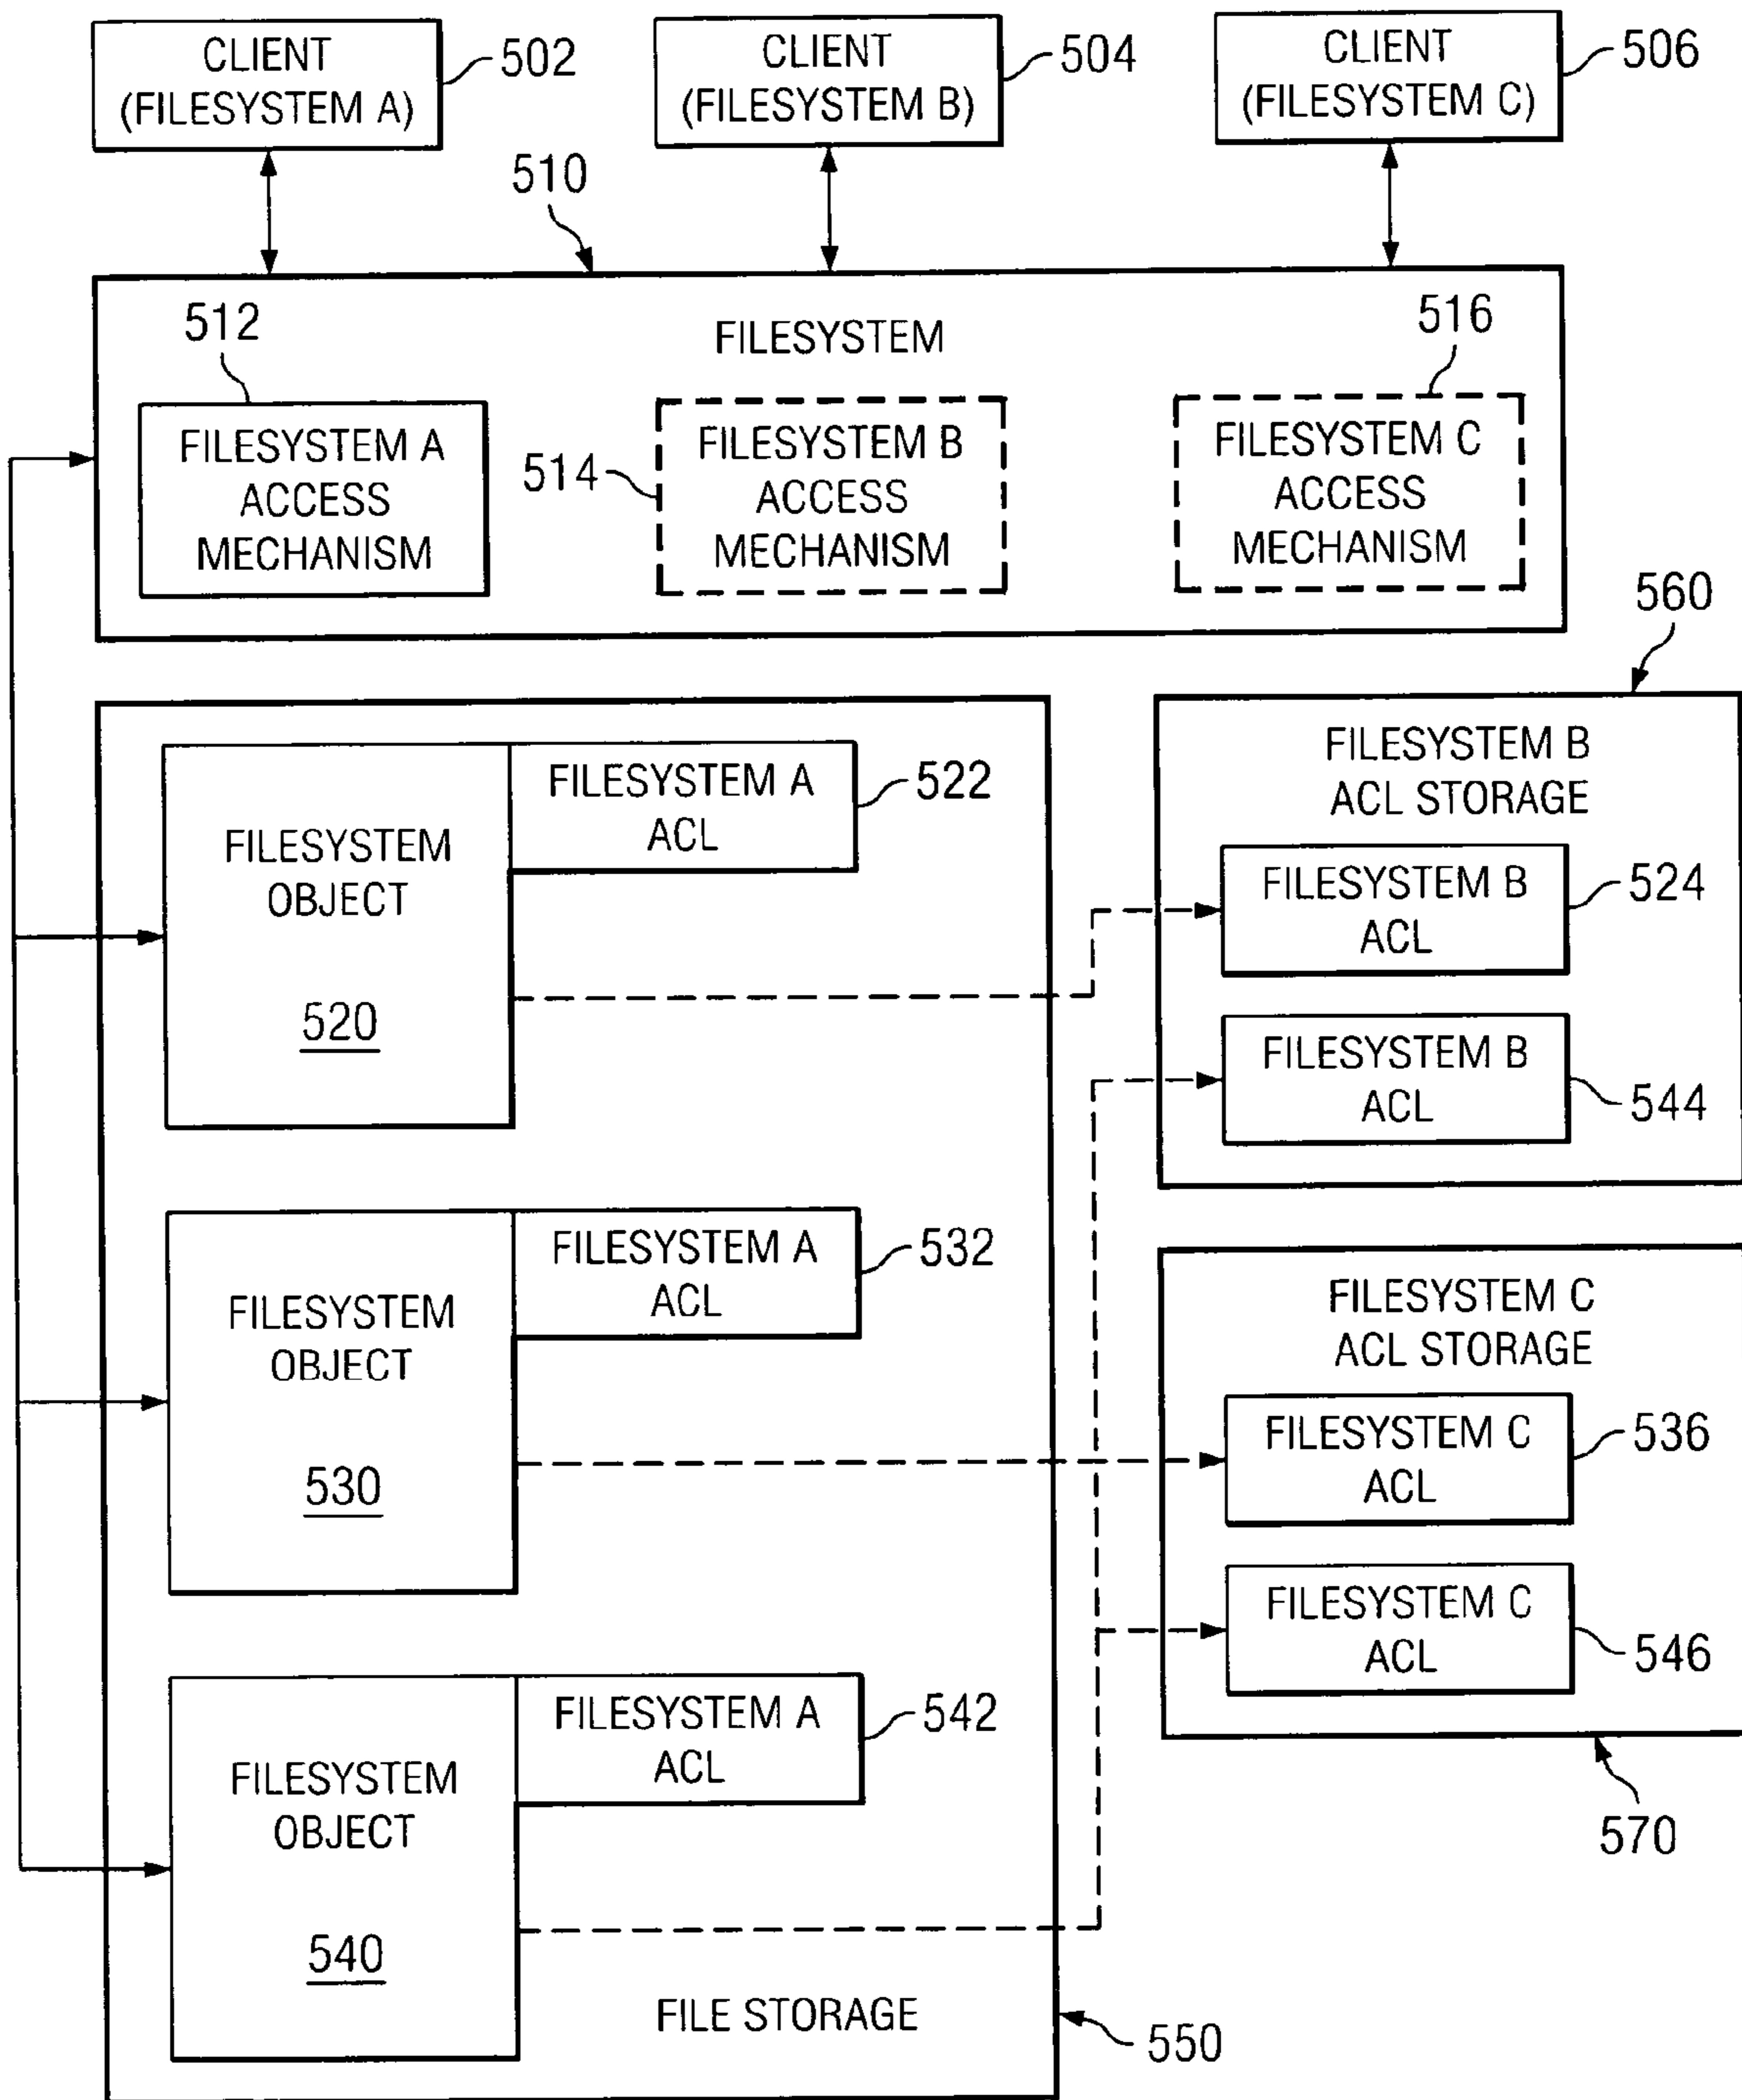 CLIENT
(FILESYSTEM A)
502
CLIENT
(FILESYSTEM B)
504
CLIENT
(FILESYSTEM C)
506
510
FILESYSTEM
512
FILESYSTEM A
ACCESS
MECHANISM
514
FILESYSTEM B
ACCESS
MECHANISM
516
FILESYSTEM C
ACCESS
MECHANISM
560
FILESYSTEM
OBJECT
520
FILESYSTEM A
ACL
522
FILESYSTEM B
ACL STORAGE
FILESYSTEM B
ACL
524
FILESYSTEM B
ACL
544
FILESYSTEM
OBJECT
530
FILESYSTEM A
ACL
532
FILESYSTEM C
ACL STORAGE
FILESYSTEM C
ACL
536
FILESYSTEM C
ACL
546
570
FILESYSTEM
OBJECT
540
FILESYSTEM A
ACL
542
FILE STORAGE
550